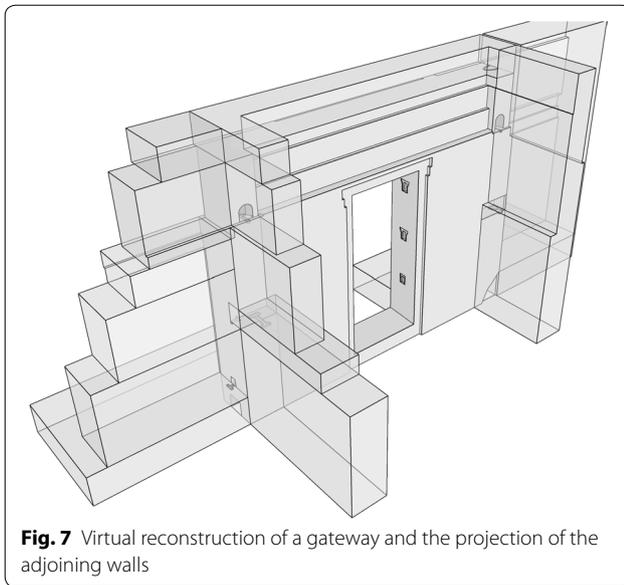 Fig. 7 Virtual reconstruction of a gateway and the projection of the
adjoining walls